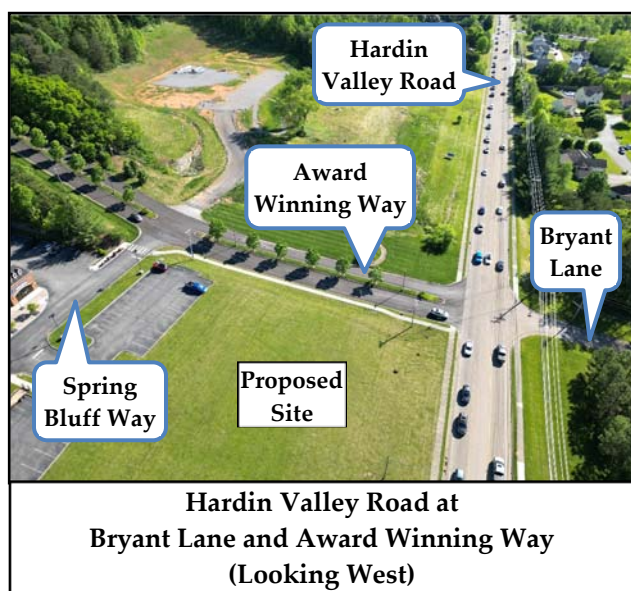 Hardin
Valley Road
Award
Winning Way
Bryant
Lane
Spring
Bluff Way
Proposed
Site
Hardin Valley Road at
Bryant Lane and Award Winning Way
(Looking West)